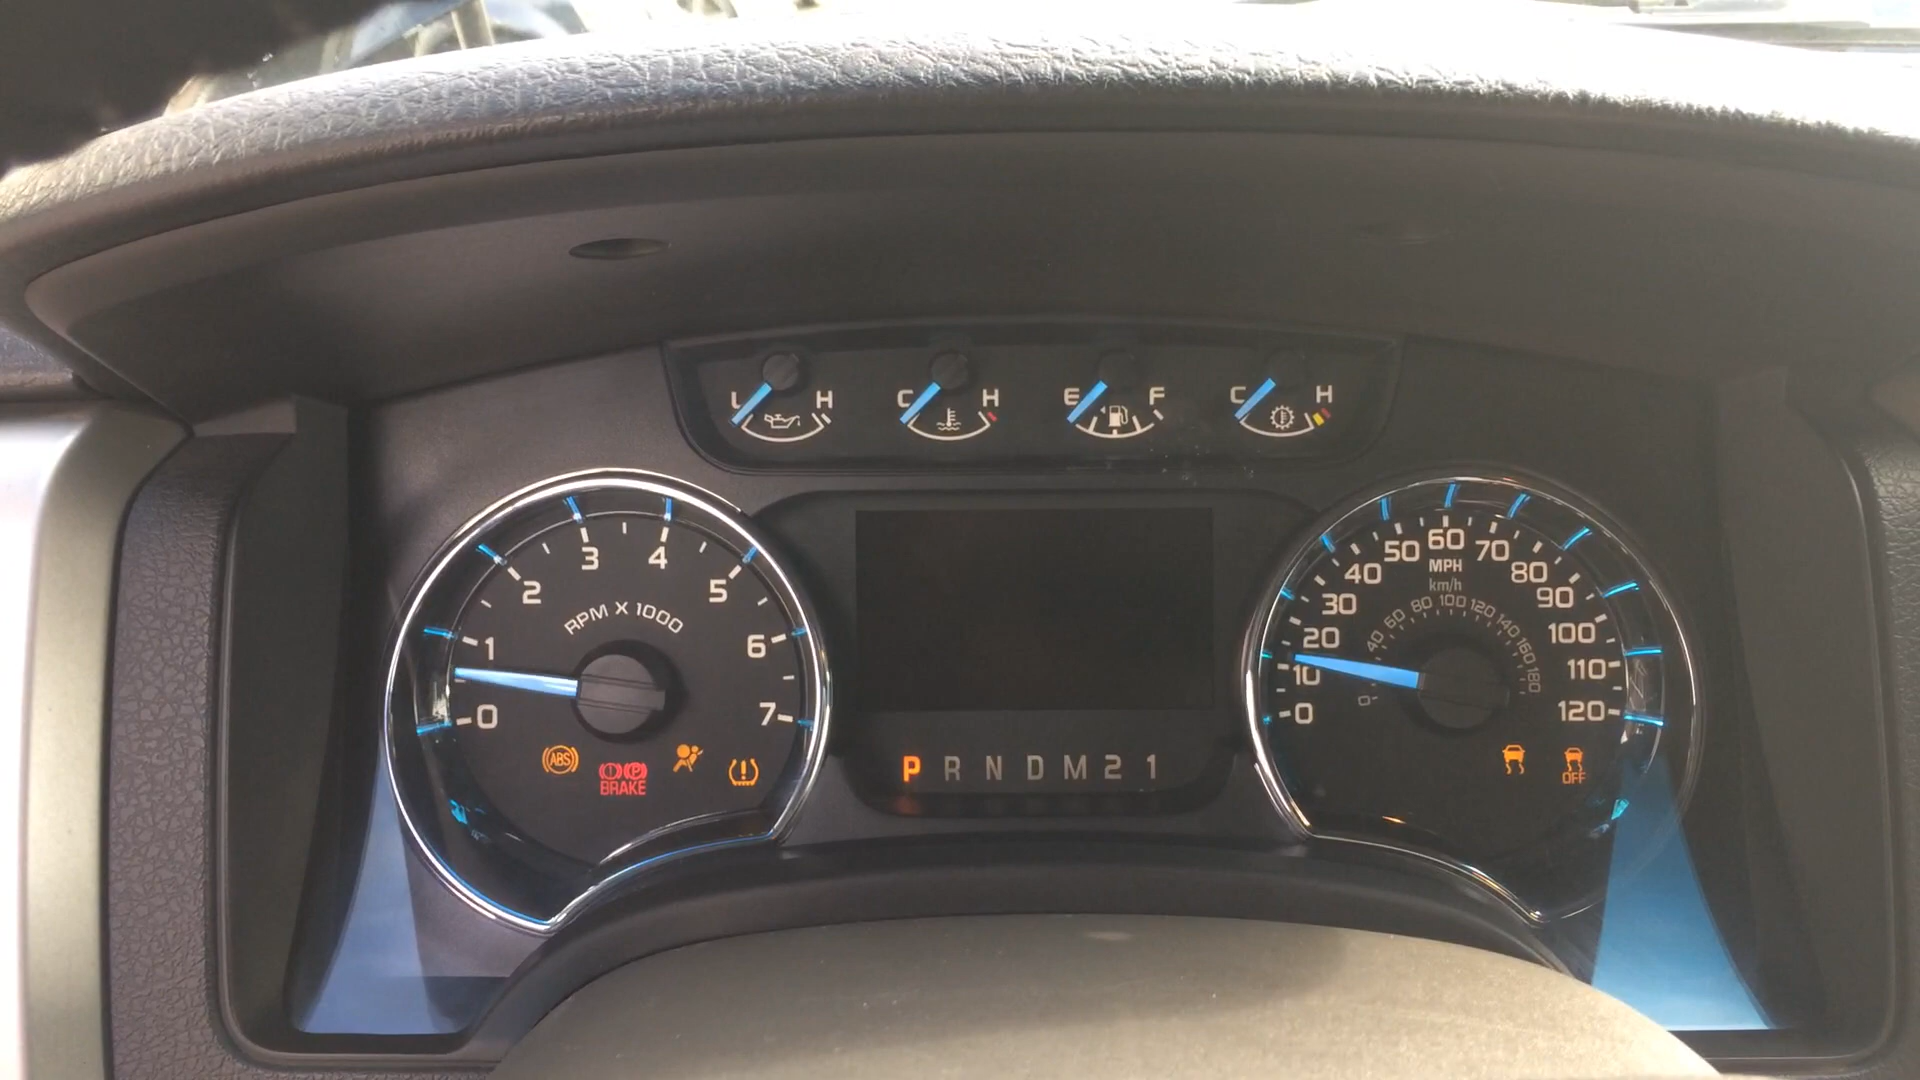 L H
C H
E F
C H
0 1 2 3 4 5 6 7
RPM X 1000
ABS
BRAKE
P R N D M 2 1
0 10 20 30 40 50 60 70 80 90 100 110 120
MPH
km/h
0 40 60 80 100 120 140 160 180
OFF